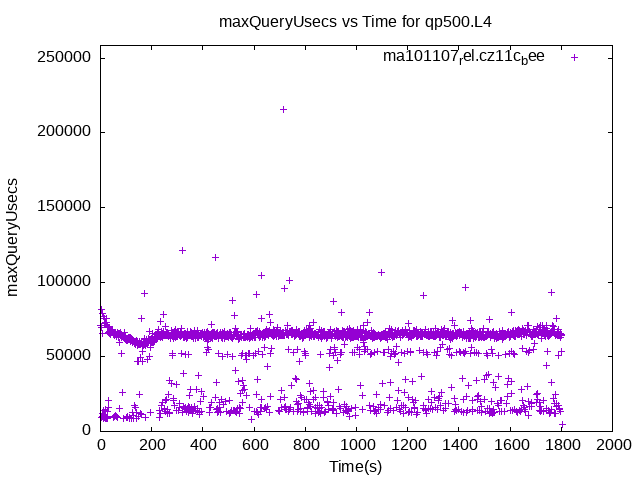 maxQueryUsecs vs Time for qp500.L4
ma101107rel.cz11cbee
250000
200000
150000
100000
50000
0
maxQueryUsecs
0 200 400 600 800 1000 1200 1400 1600 1800 2000
Time(s)